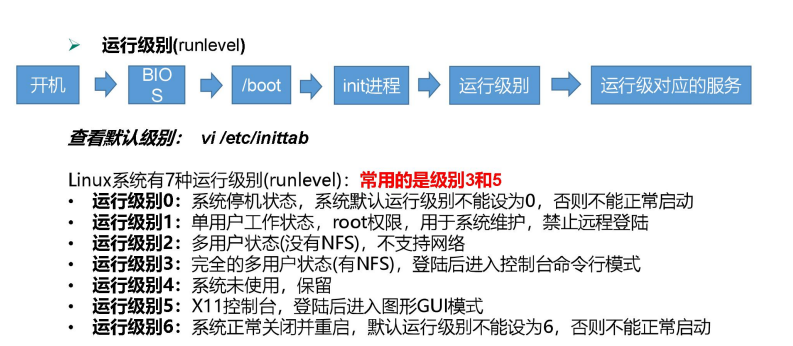 ➢ 运行级别(runlevel)
开机
BIO
S
/boot
init进程
运行级别
运行级对应的服务
查看默认级别： vi /etc/inittab
Linux系统有7种运行级别(runlevel)：常用的是级别3和5
• 运行级别0：系统停机状态，系统默认运行级别不能设为0，否则不能正常启动
• 运行级别1：单用户工作状态，root权限，用于系统维护，禁止远程登陆
• 运行级别2：多用户状态(没有NFS)，不支持网络
• 运行级别3：完全的多用户状态(有NFS)，登陆后进入控制台命令行模式
• 运行级别4：系统未使用，保留
• 运行级别5：X11控制台，登陆后进入图形GUI模式
• 运行级别6：系统正常关闭并重启，默认运行级别不能设为6，否则不能正常启动